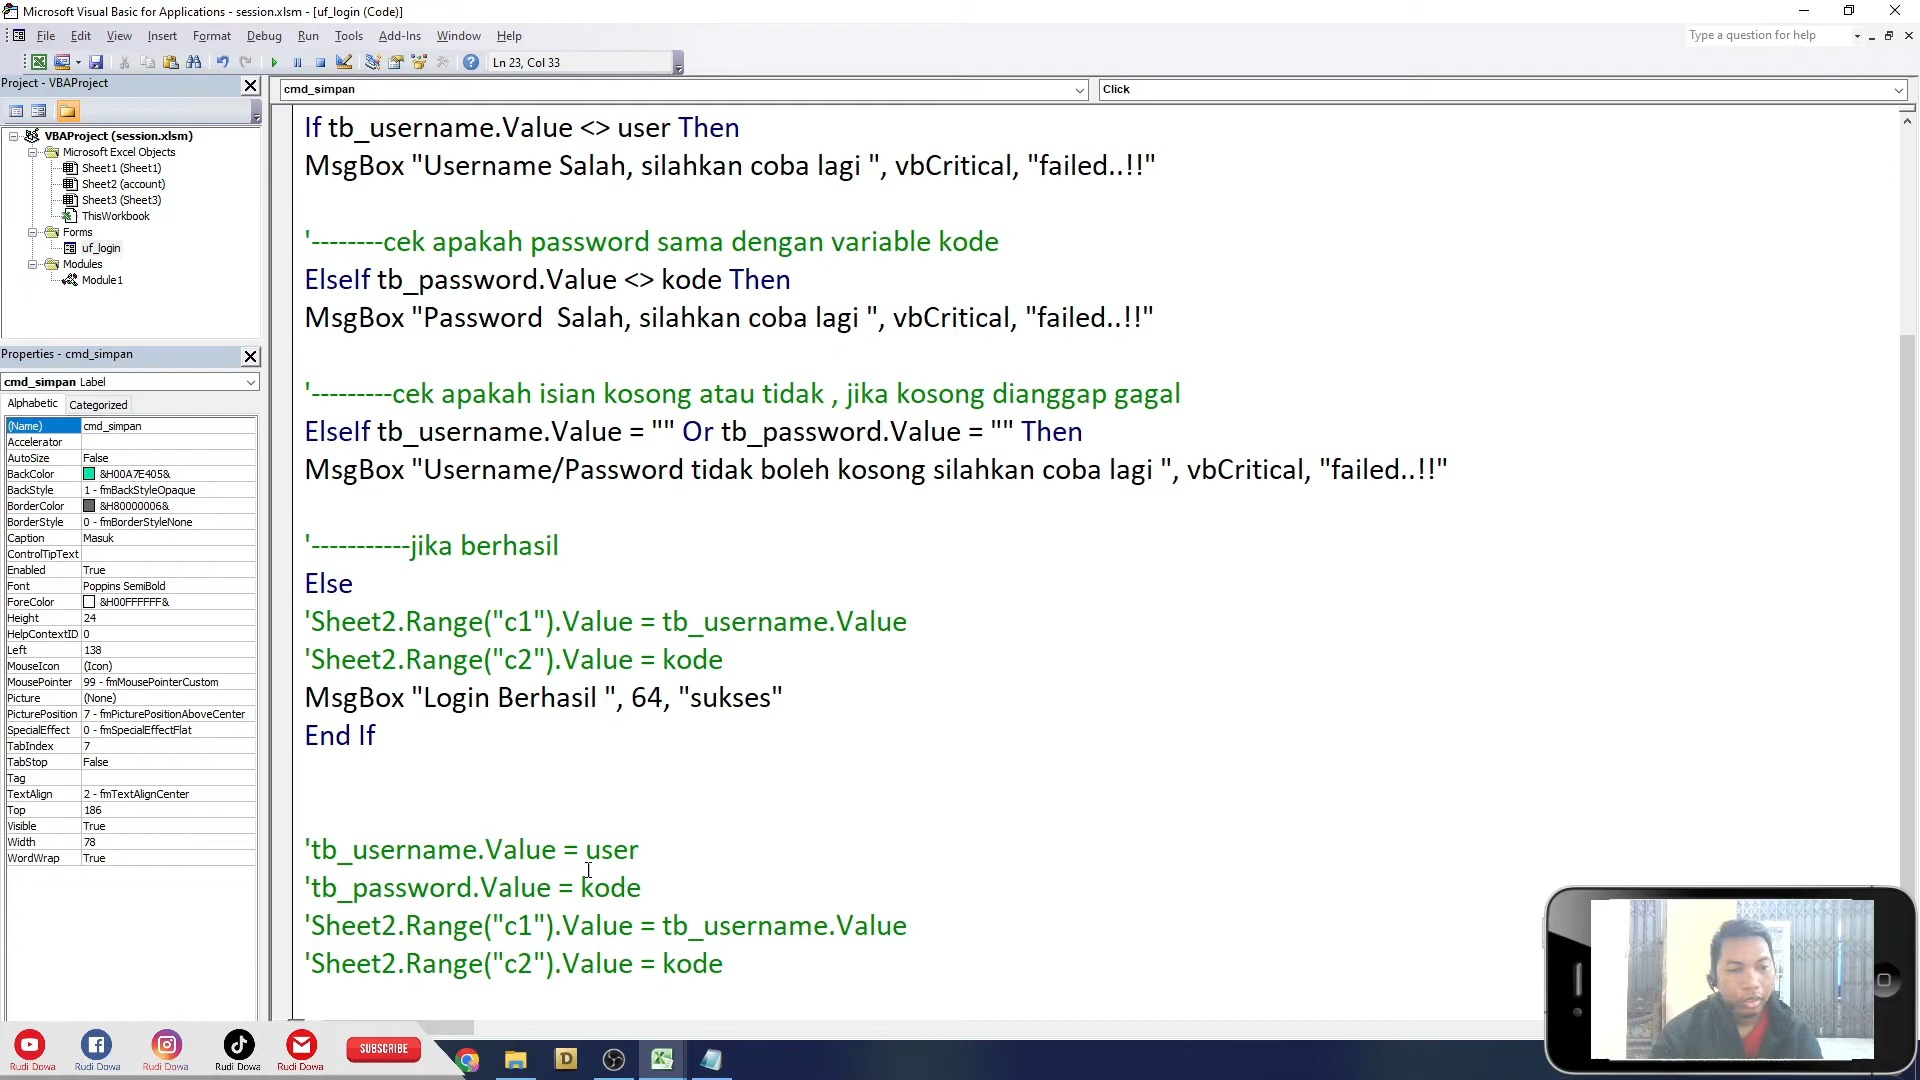 Microsoft Visual Basic for Applications - session.xlsm - [uf_login (Code)]
File Edit View Insert Format Debug Run Tools Add-Ins Window Help
Type a question for help
Ln 23, Col 33
Project - VBAProject
cmd_simpan
Click
VBAProject (session.xlsm)
Microsoft Excel Objects
Sheet1 (Sheet1)
Sheet2 (account)
Sheet3 (Sheet3)
ThisWorkbook
Forms
uf_login
Modules
Module1
Properties - cmd_simpan
cmd_simpan Label
Alphabetic Categorized
(Name) cmd_simpan
Accelerator
AutoSize False
BackColor &H00A7E405&
BackStyle 1 - fmBackStyleOpaque
BorderColor &H80000006&
BorderStyle 0 - fmBorderStyleNone
Caption Masuk
ControlTipText
Enabled True
Font Poppins SemiBold
ForeColor &H00FFFFFF&
Height 24
HelpContextID 0
Left 138
MouseIcon (Icon)
MousePointer 99 - fmMousePointerCustom
Picture (None)
PicturePosition 7 - fmPicturePositionAboveCenter
SpecialEffect 0 - fmSpecialEffectFlat
TabIndex 7
TabStop False
Tag
TextAlign 2 - fmTextAlignCenter
Top 186
Visible True
Width 78
WordWrap True
If tb_username.Value <> user Then
MsgBox "Username Salah, silahkan coba lagi ", vbCritical, "failed..!!"
'--------cek apakah password sama dengan variable kode
ElseIf tb_password.Value <> kode Then
MsgBox "Password  Salah, silahkan coba lagi ", vbCritical, "failed..!!"
'---------cek apakah isian kosong atau tidak , jika kosong dianggap gagal
ElseIf tb_username.Value = "" Or tb_password.Value = "" Then
MsgBox "Username/Password tidak boleh kosong silahkan coba lagi ", vbCritical, "failed..!!"
'-----------jika berhasil
Else
'Sheet2.Range("c1").Value = tb_username.Value
'Sheet2.Range("c2").Value = kode
MsgBox "Login Berhasil ", 64, "sukses"
End If
'tb_username.Value = user
'tb_password.Value = kode
'Sheet2.Range("c1").Value = tb_username.Value
'Sheet2.Range("c2").Value = kode
Rudi Dowa Rudi Dowa Rudi Dowa Rudi Dowa Rudi Dowa
SUBSCRIBE